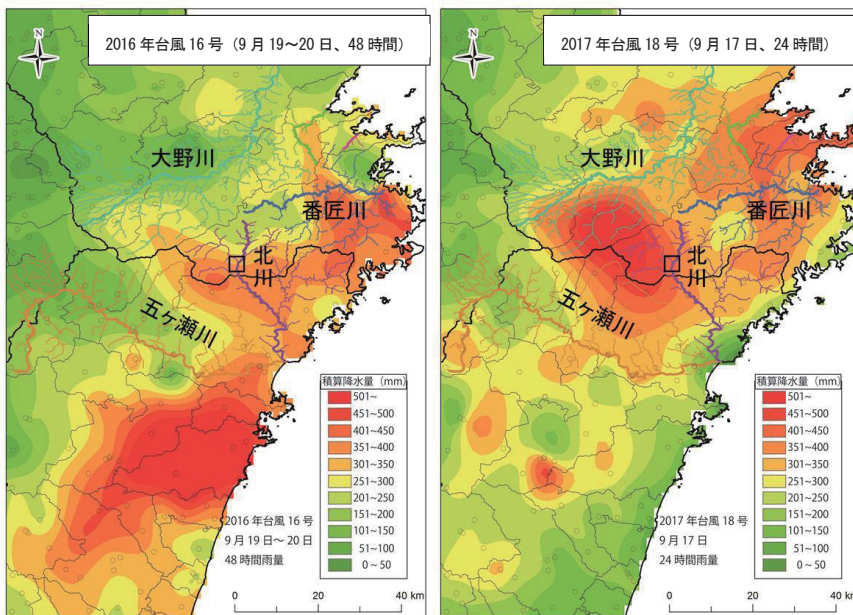 2016 年台風 16 号（9 月 19～20 日、48 時間）
大野川
番匠川
北川
五ヶ瀬川
積算降水量（mm）
501~
451~500
401~450
351~400
301~350
251~300
201~250
151~200
101~150
51~100
0~50
2016 年台風 16 号
9 月 19 日～ 20 日
48 時間雨量
0 20 40 km
2017 年台風 18 号（9 月 17 日、24 時間）
大野川
番匠川
北川
五ヶ瀬川
積算降水量（mm）
501~
451~500
401~450
351~400
301~350
251~300
201~250
151~200
101~150
51~100
0~50
2017 年台風 18 号
9 月 17 日
24 時間雨量
0 20 40 km